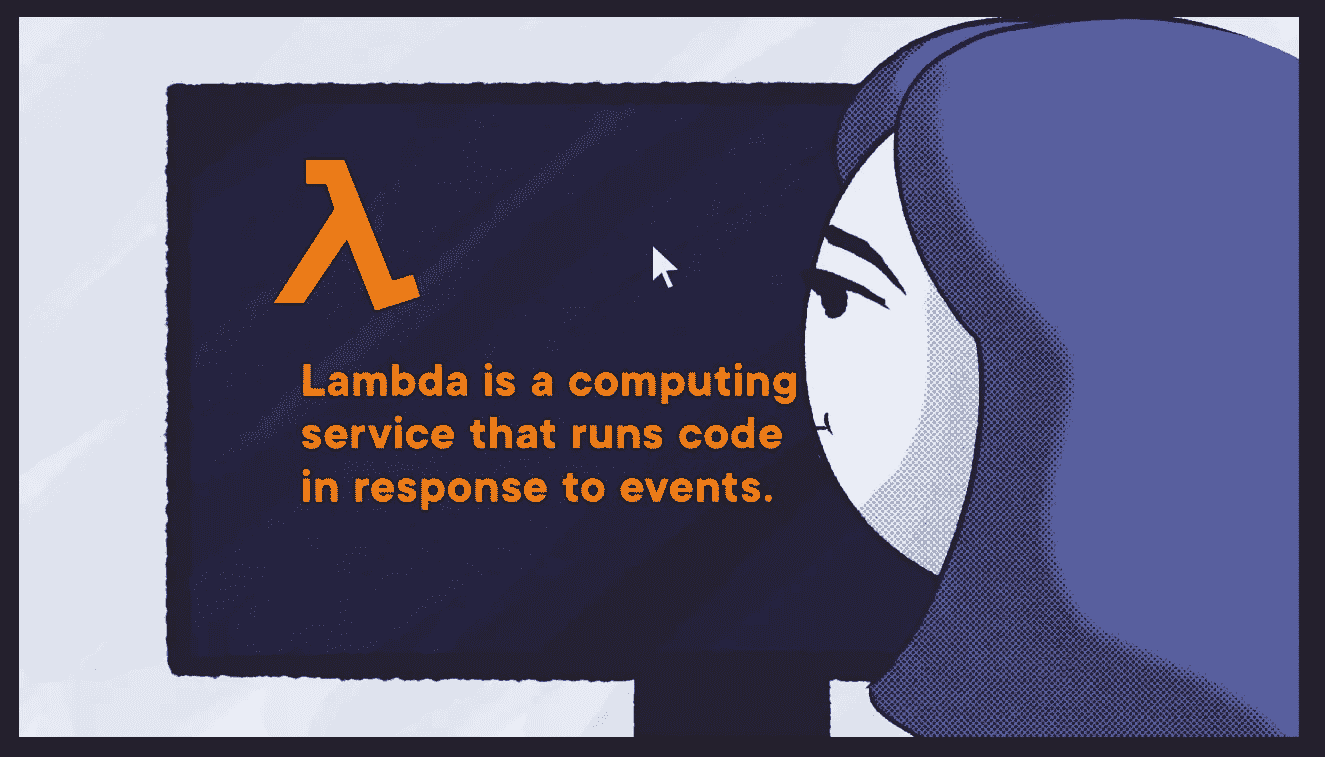 λ
Lambda is a computing
service that runs code
in response to events.